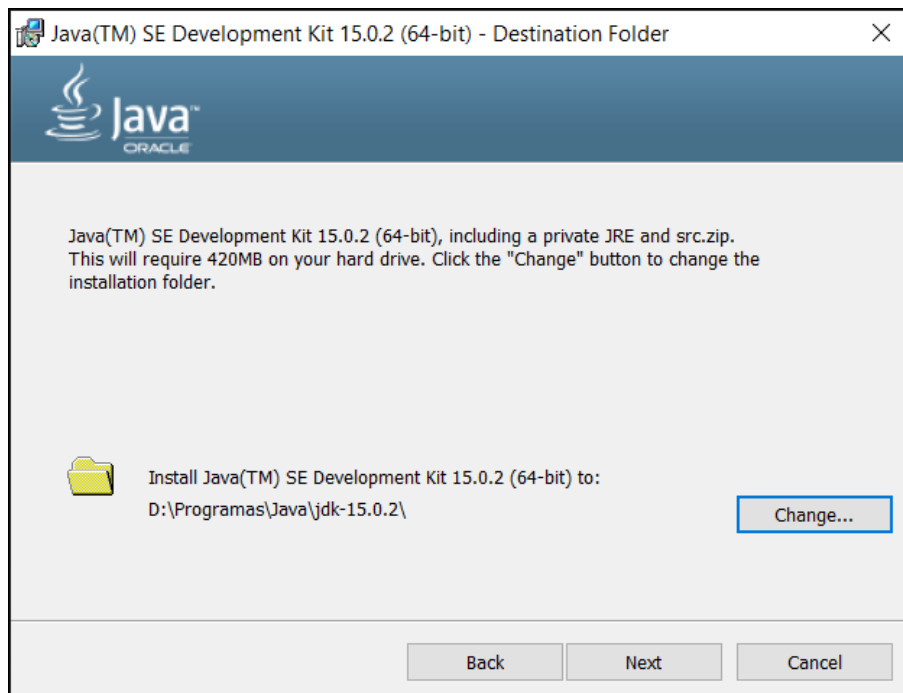 Java(TM) SE Development Kit 15.0.2 (64-bit) - Destination Folder
Java™
ORACLE
Java(TM) SE Development Kit 15.0.2 (64-bit), including a private JRE and src.zip.
This will require 420MB on your hard drive. Click the "Change" button to change the
installation folder.
Install Java(TM) SE Development Kit 15.0.2 (64-bit) to:
D:\Programas\Java\jdk-15.0.2\
Change...
Back Next Cancel